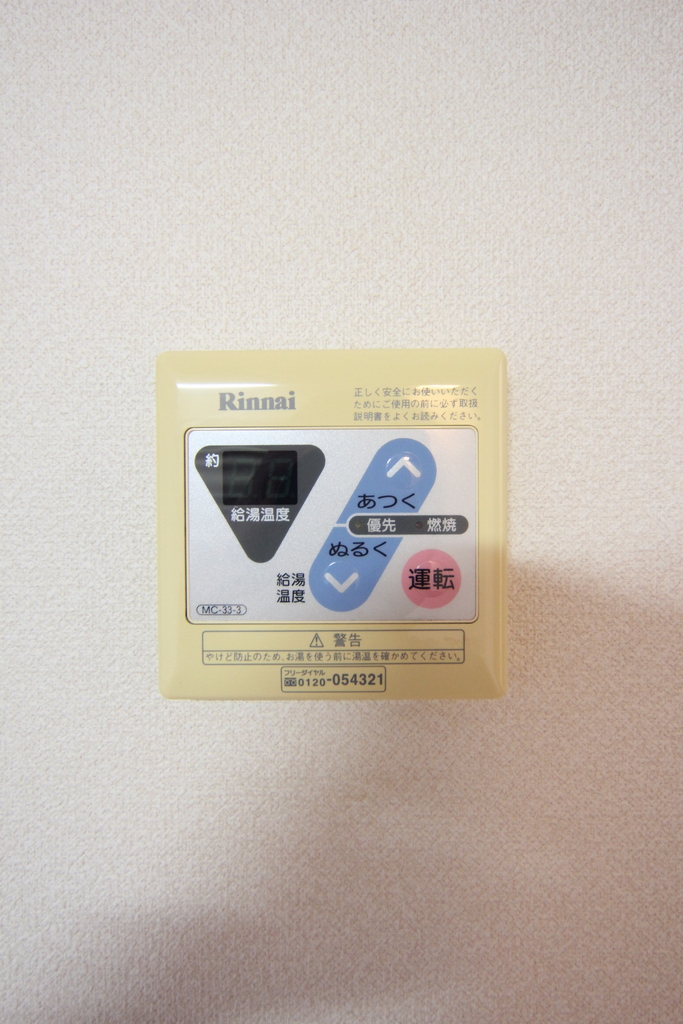 Rinnai
正しく安全にお使いいただく
ためにご使用の前に必ず取扱
説明書をよくお読みください。
約
給湯温度
あつく
優先 燃焼
ぬるく
給湯
温度
運転
MC-33-3
⚠ 警告
やけど防止のため、お湯を使う前に湯温を確かめてください。
フリーダイヤル
0120-054321